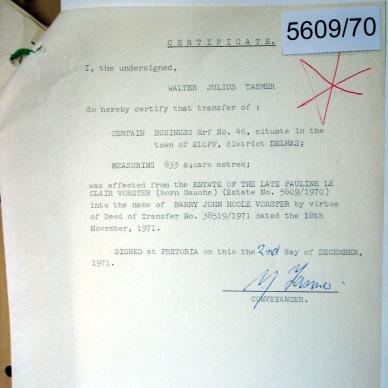 5609/70
CERTIFICATE.
I, the undersigned,
WALTER JULIUS TASMER
do hereby certify that transfer of :
CERTAIN BUSINESS Erf No. 46, situate in the
town of ELOFF, district DELMAS;
MEASURING 833 square metres;
was effected from the ESTATE OF THE LATE PAULINE LE
CLAIR VORSTER (born Gauche) (Estate No. 5609/1970)
into the name of BARRY JOHN HOOLE VORSTER by virtue
of Deed of Transfer No. 38519/1971 dated the 18th
November, 1971.
SIGNED at PRETORIA on this the 2nd Day of DECEMBER,
1971.
W Tasmer
CONVEYANCER.